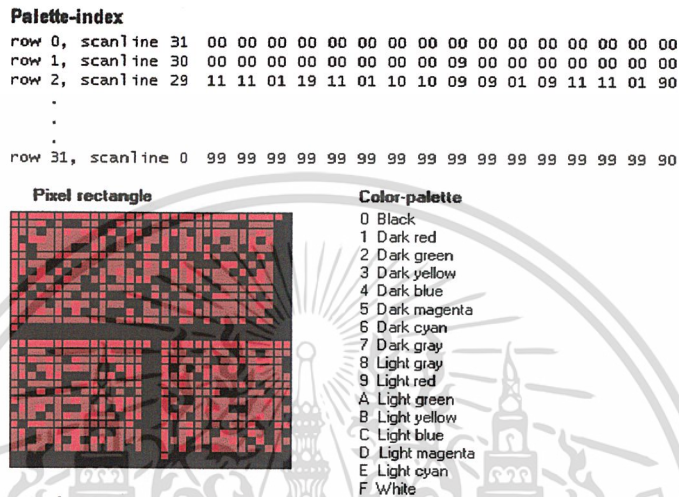 Palette-index
row 0, scanline 31 00 00 00 00 00 00 00 00 00 00 00 00 00 00 00 00
row 1, scanline 30 00 00 00 00 00 00 00 00 09 00 00 00 00 00 00 00
row 2, scanline 29 11 11 01 19 11 01 10 10 09 09 01 09 11 11 01 90
.
.
.
row 31, scanline 0 99 99 99 99 99 99 99 99 99 99 99 99 99 99 99 90
Pixel rectangle
Color-palette
0 Black
1 Dark red
2 Dark green
3 Dark yellow
4 Dark blue
5 Dark magenta
6 Dark cyan
7 Dark gray
8 Light gray
9 Light red
A Light green
B Light yellow
C Light blue
D Light magenta
E Light cyan
F White